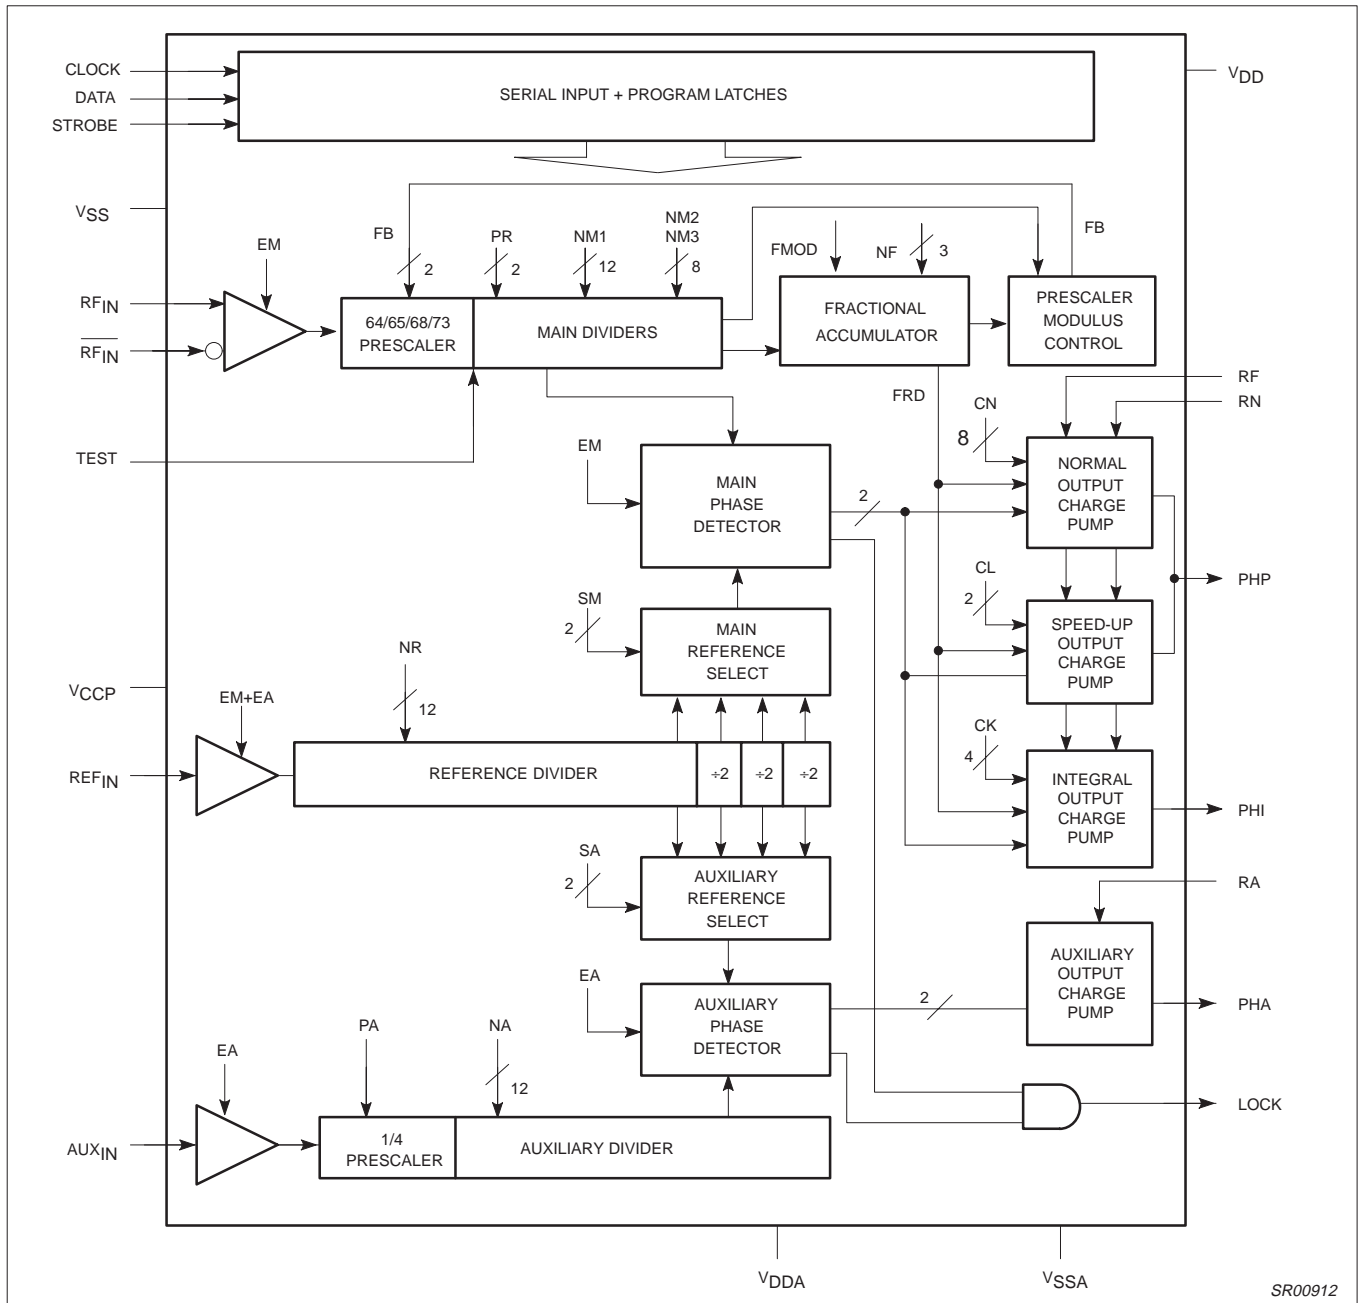 CLOCK
DATA
STROBE
SERIAL INPUT + PROGRAM LATCHES
VDD
VSS
EM
FB
2
PR
2
NM1
12
NM2
NM3
8
FMOD
NF
3
FB
RFIN
RFIN
64/65/68/73
PRESCALER
MAIN DIVIDERS
FRACTIONAL
ACCUMULATOR
PRESCALER
MODULUS
CONTROL
FRD
RF
RN
TEST
EM
MAIN
PHASE
DETECTOR
2
CN
8
NORMAL
OUTPUT
CHARGE
PUMP
PHP
SM
2
MAIN
REFERENCE
SELECT
CL
2
SPEED-UP
OUTPUT
CHARGE
PUMP
VCCP
EM+EA
NR
12
REFIN
REFERENCE DIVIDER
÷2
÷2
÷2
CK
4
INTEGRAL
OUTPUT
CHARGE
PUMP
PHI
SA
2
AUXILIARY
REFERENCE
SELECT
RA
EA
AUXILIARY
PHASE
DETECTOR
2
AUXILIARY
OUTPUT
CHARGE
PUMP
PHA
EA
PA
NA
12
AUXIN
1/4
PRESCALER
AUXILIARY DIVIDER
LOCK
VDDA
VSSA
SR00912